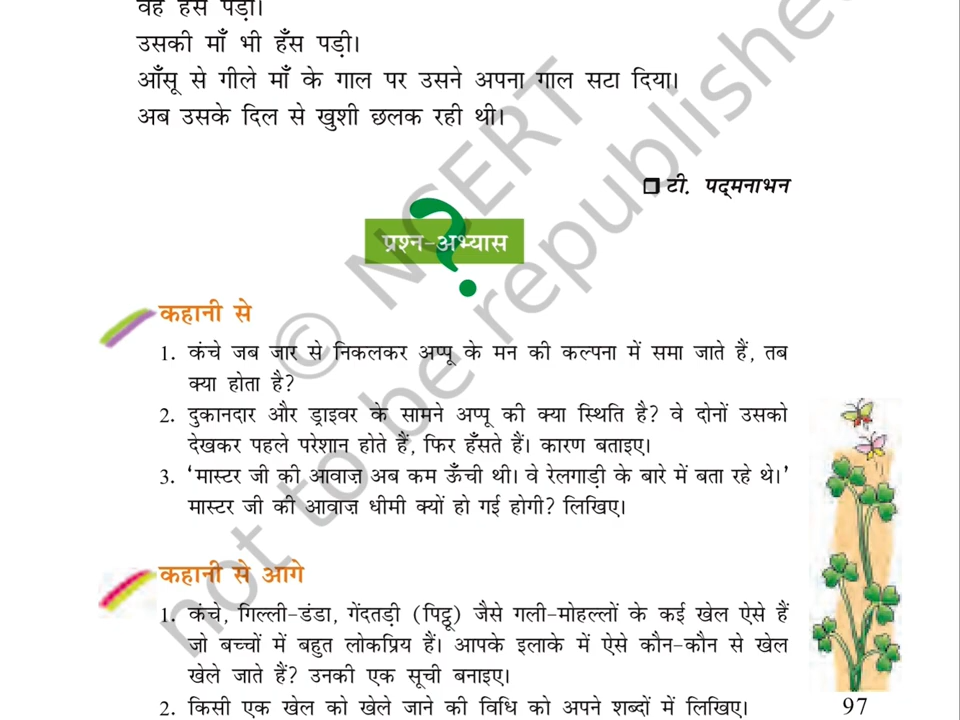 वह हँस पड़ी।
उसकी माँ भी हँस पड़ी।
आँसू से गीले माँ के गाल पर उसने अपना गाल सटा दिया।
अब उसके दिल से खुशी छलक रही थी।
टी. पद्मनाभन
प्रश्न-अभ्यास
?
कहानी से
1. कंचे जब जार से निकलकर अप्पू के मन की कल्पना में समा जाते हैं, तब
क्या होता है?
2. दुकानदार और ड्राइवर के सामने अप्पू की क्या स्थिति है? वे दोनों उसको
देखकर पहले परेशान होते हैं, फिर हँसते हैं। कारण बताइए।
3. ‘मास्टर जी की आवाज़ अब कम ऊँची थी। वे रेलगाड़ी के बारे में बता रहे थे।’
मास्टर जी की आवाज़ धीमी क्यों हो गई होगी? लिखिए।
कहानी से आगे
1. कंचे, गिल्ली-डंडा, गेंदतड़ी (पिट्ठू) जैसे गली-मोहल्लों के कई खेल ऐसे हैं
जो बच्चों में बहुत लोकप्रिय हैं। आपके इलाके में ऐसे कौन-कौन से खेल
खेले जाते हैं? उनकी एक सूची बनाइए।
2. किसी एक खेल को खेले जाने की विधि को अपने शब्दों में लिखिए।
97
© NCERT
not to be republished